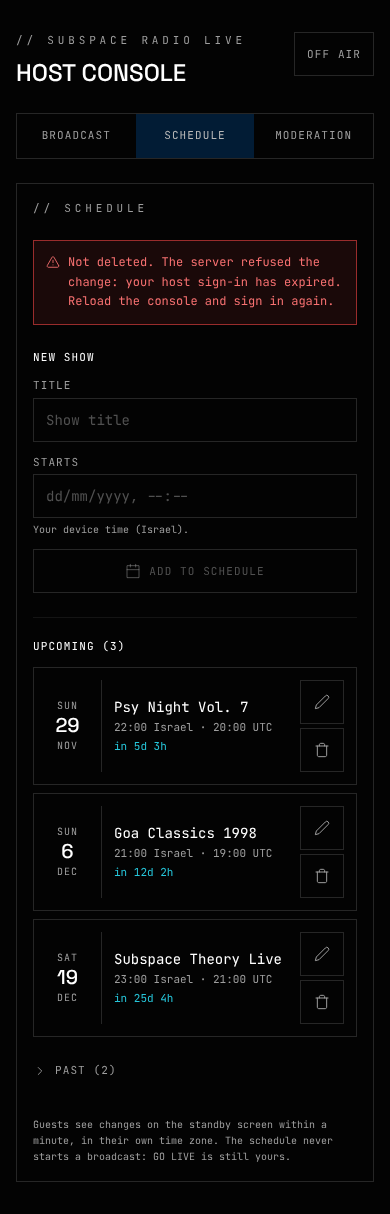 // SUBSPACE RADIO LIVE
HOST CONSOLE
OFF AIR
BROADCAST
SCHEDULE
MODERATION
// SCHEDULE
Not deleted. The server refused the
change: your host sign-in has expired.
Reload the console and sign in again.
NEW SHOW
TITLE
Show title
STARTS
dd/mm/yyyy, --:--
Your device time (Israel).
ADD TO SCHEDULE
UPCOMING (3)
SUN
29
NOV
Psy Night Vol. 7
22:00 Israel · 20:00 UTC
in 5d 3h
SUN
6
DEC
Goa Classics 1998
21:00 Israel · 19:00 UTC
in 12d 2h
SAT
19
DEC
Subspace Theory Live
23:00 Israel · 21:00 UTC
in 25d 4h
PAST (2)
Guests see changes on the standby screen within a
minute, in their own time zone. The schedule never
starts a broadcast: GO LIVE is still yours.